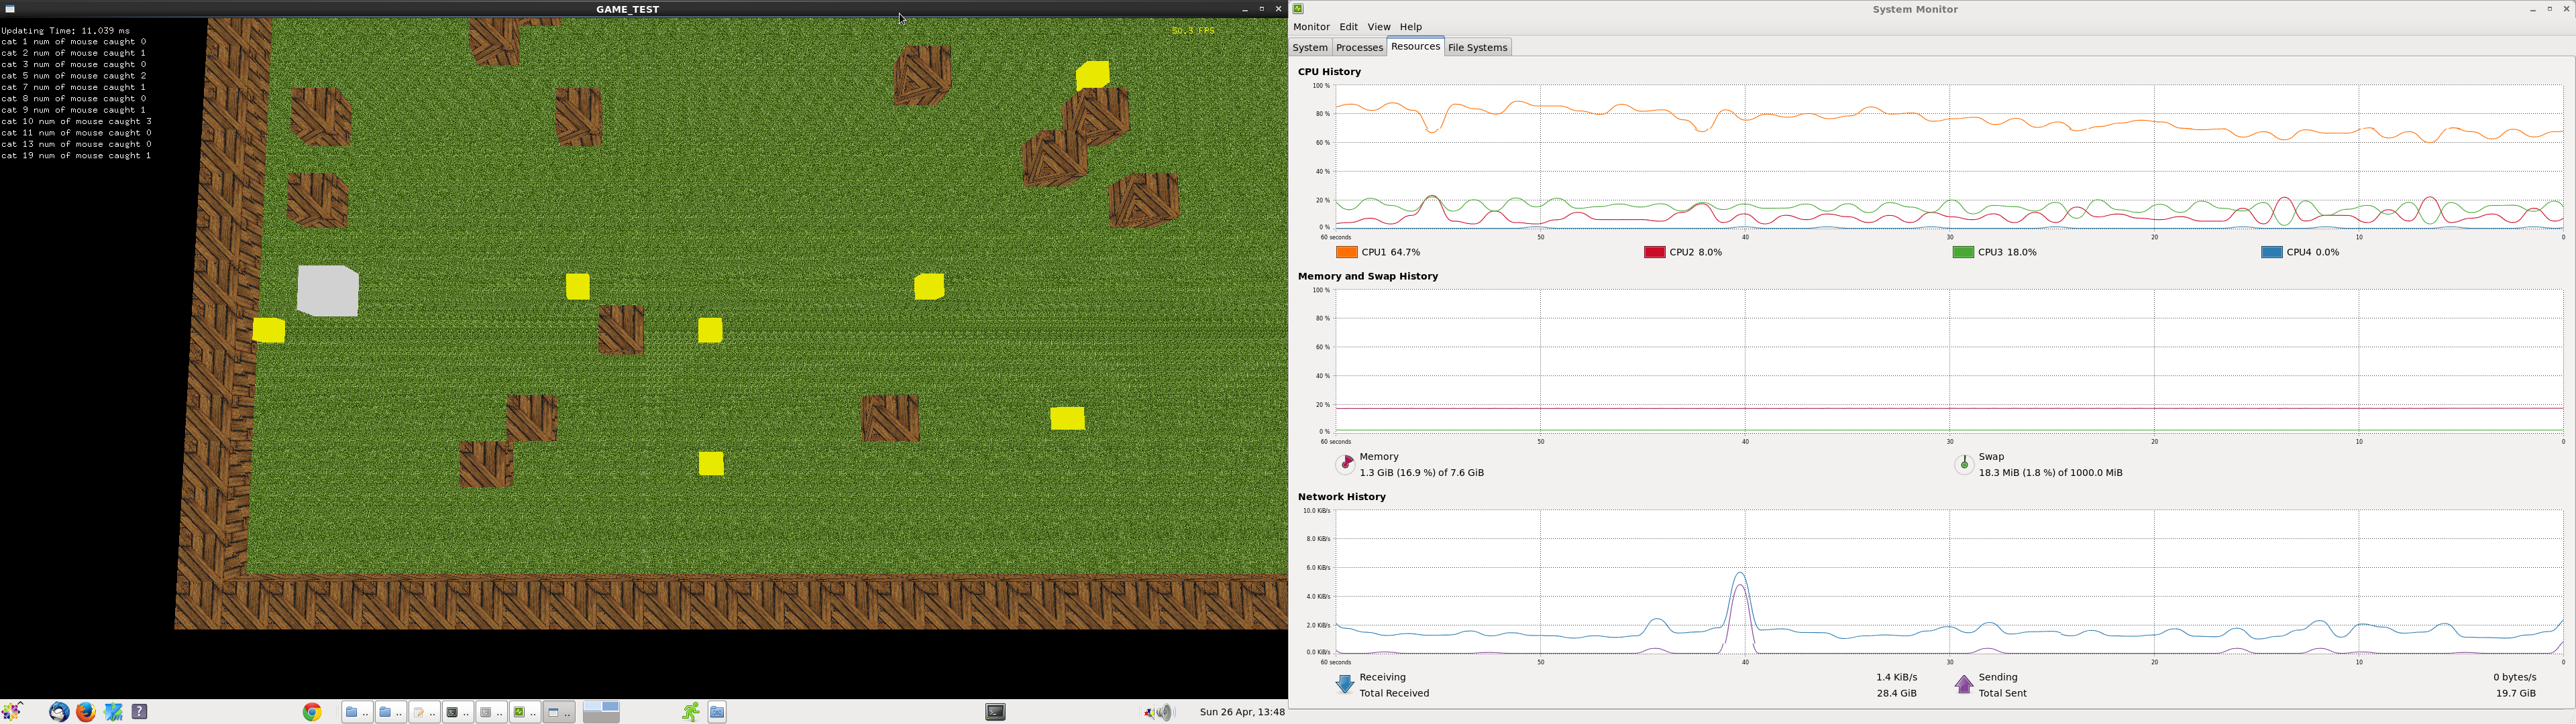 GAME_TEST
Updating Time: 11.039 ms
cat 1 num of mouse caught 0
cat 2 num of mouse caught 1
cat 3 num of mouse caught 0
cat 5 num of mouse caught 2
cat 7 num of mouse caught 1
cat 8 num of mouse caught 0
cat 9 num of mouse caught 1
cat 10 num of mouse caught 3
cat 11 num of mouse caught 0
cat 13 num of mouse caught 0
cat 19 num of mouse caught 1
50.3 FPS
System Monitor
Monitor Edit View Help
System Processes Resources File Systems
CPU History
100 %
80 %
60 %
40 %
20 %
0 %
60 seconds 50 40 30 20 10 0
CPU1 64.7% CPU2 8.0% CPU3 18.0% CPU4 0.0%
Memory and Swap History
100 %
80 %
60 %
40 %
20 %
0 %
60 seconds 50 40 30 20 10 0
Memory
1.3 GiB (16.9 %) of 7.6 GiB
Swap
18.3 MiB (1.8 %) of 1000.0 MiB
Network History
10.0 KiB/s
8.0 KiB/s
6.0 KiB/s
4.0 KiB/s
2.0 KiB/s
0.0 KiB/s
60 seconds 50 40 30 20 10 0
Receiving 1.4 KiB/s
Total Received 28.4 GiB
Sending 0 bytes/s
Total Sent 19.7 GiB
.. .. .. .. .. .. ..
Sun 26 Apr, 13:48